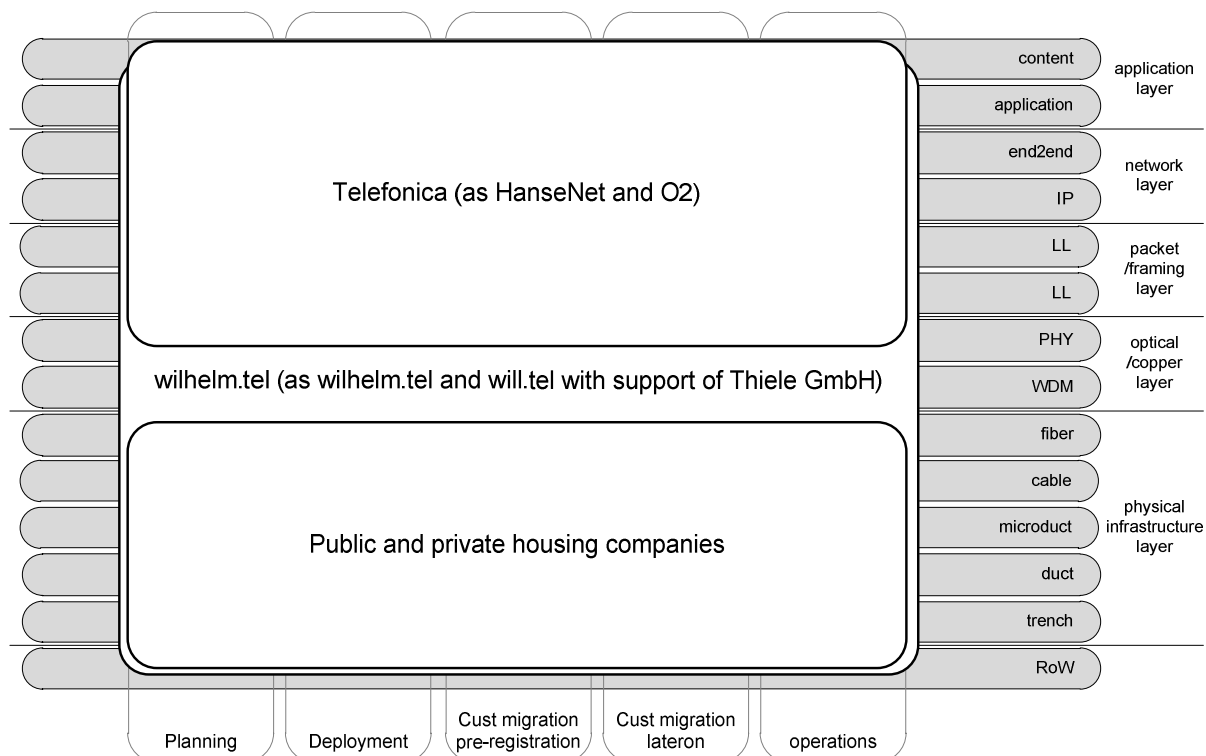 content
application
application
layer
end2end
IP
network
layer
Telefonica (as HanseNet and O2)
LL
LL
packet
/framing
layer
PHY
WDM
optical
/copper
layer
wilhelm.tel (as wilhelm.tel and will.tel with support of Thiele GmbH)
fiber
cable
microduct
duct
trench
physical
infrastructure
layer
Public and private housing companies
RoW
Planning
Deployment
Cust migration
pre-registration
Cust migration
lateron
operations